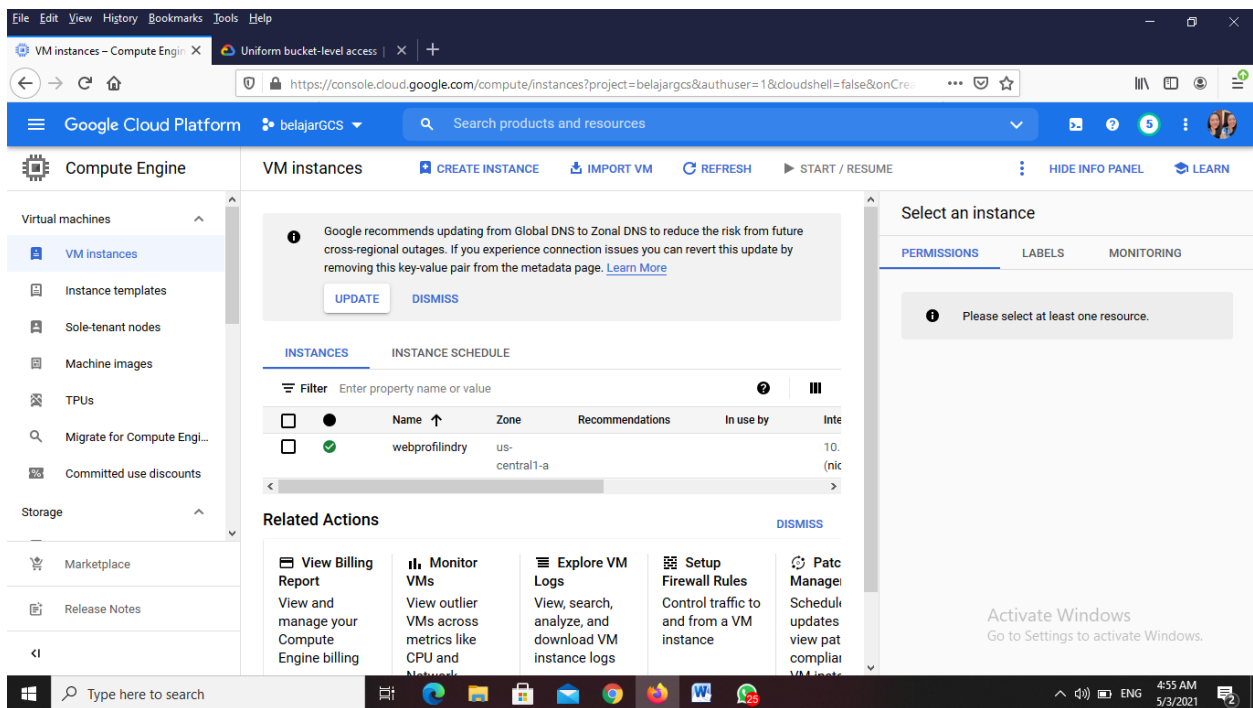 File Edit View History Bookmarks Tools Help
VM instances – Compute Engin
Uniform bucket-level access |
https://console.cloud.google.com/compute/instances?project=belajargcs&authuser=1&cloudshell=false&onCrea
Google Cloud Platform
belajarGCS
Search products and resources
5
Compute Engine
VM instances
CREATE INSTANCE
IMPORT VM
REFRESH
START / RESUME
HIDE INFO PANEL
LEARN
Virtual machines
VM instances
Instance templates
Sole-tenant nodes
Machine images
TPUs
Migrate for Compute Engi...
Committed use discounts
Storage
Marketplace
Release Notes
Google recommends updating from Global DNS to Zonal DNS to reduce the risk from future
cross-regional outages. If you experience connection issues you can revert this update by
removing this key-value pair from the metadata page. Learn More
UPDATE
DISMISS
INSTANCES
INSTANCE SCHEDULE
Filter Enter property name or value
Name Zone Recommendations In use by Inte
webprofilindry us- 10.
central1-a (nic
Related Actions
DISMISS
View Billing
Report
View and
manage your
Compute
Engine billing
Monitor
VMs
View outlier
VMs across
metrics like
CPU and
Network
Explore VM
Logs
View, search,
analyze, and
download VM
instance logs
Setup
Firewall Rules
Control traffic to
and from a VM
instance
Patc
Manage
Schedule
updates
view pat
complian
VM inst
Select an instance
PERMISSIONS
LABELS
MONITORING
Please select at least one resource.
Activate Windows
Go to Settings to activate Windows.
Type here to search
25
ENG
4:55 AM
5/3/2021
2